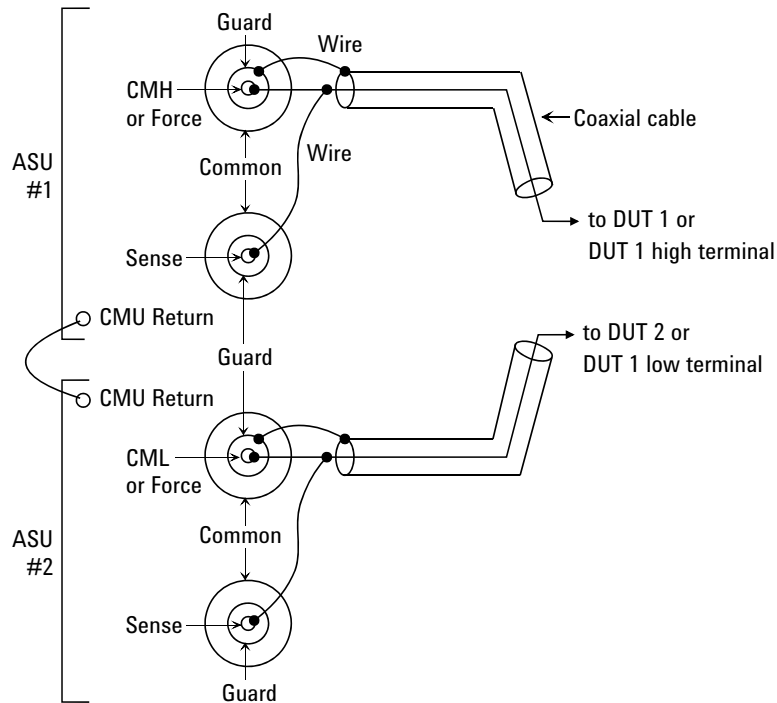 Guard
Wire
CMH
or Force
Coaxial cable
ASU
#1
Common
Wire
to DUT 1 or
DUT 1 high terminal
Sense
CMU Return
Guard
to DUT 2 or
DUT 1 low terminal
CMU Return
CML
or Force
ASU
#2
Common
Sense
Guard